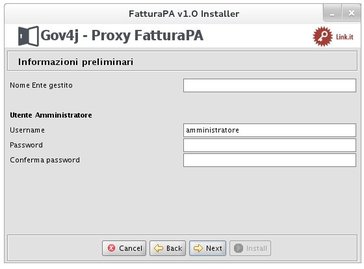 FatturaPA v1.0 Installer
Gov4j - Proxy FatturaPA
Link.it
Informazioni preliminari
Nome Ente gestito
Utente Amministratore
Username
amministratore
Password
Conferma password
Cancel
Back
Next
Install